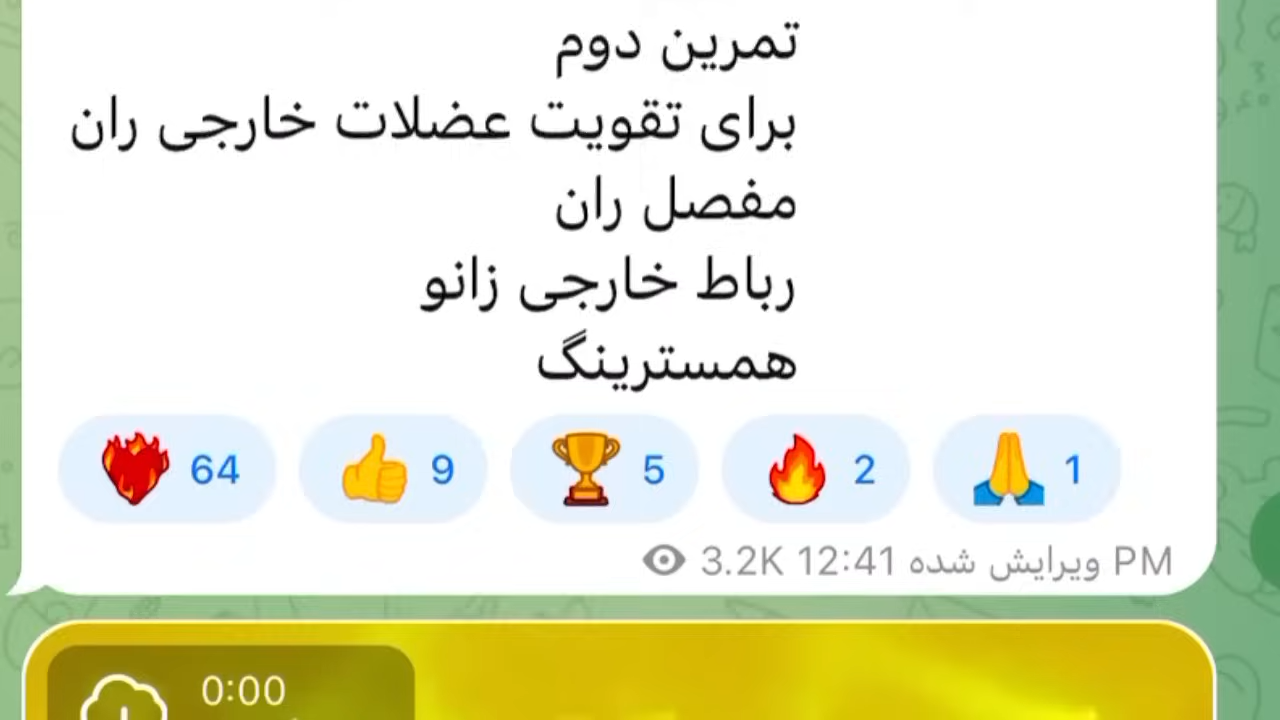 تمرین دوم
برای تقویت عضلات خارجی ران
مفصل ران
رباط خارجی زانو
همسترینگ
64 9 5 2 1
3.2K 12:41 PM ویرایش شده
0:00